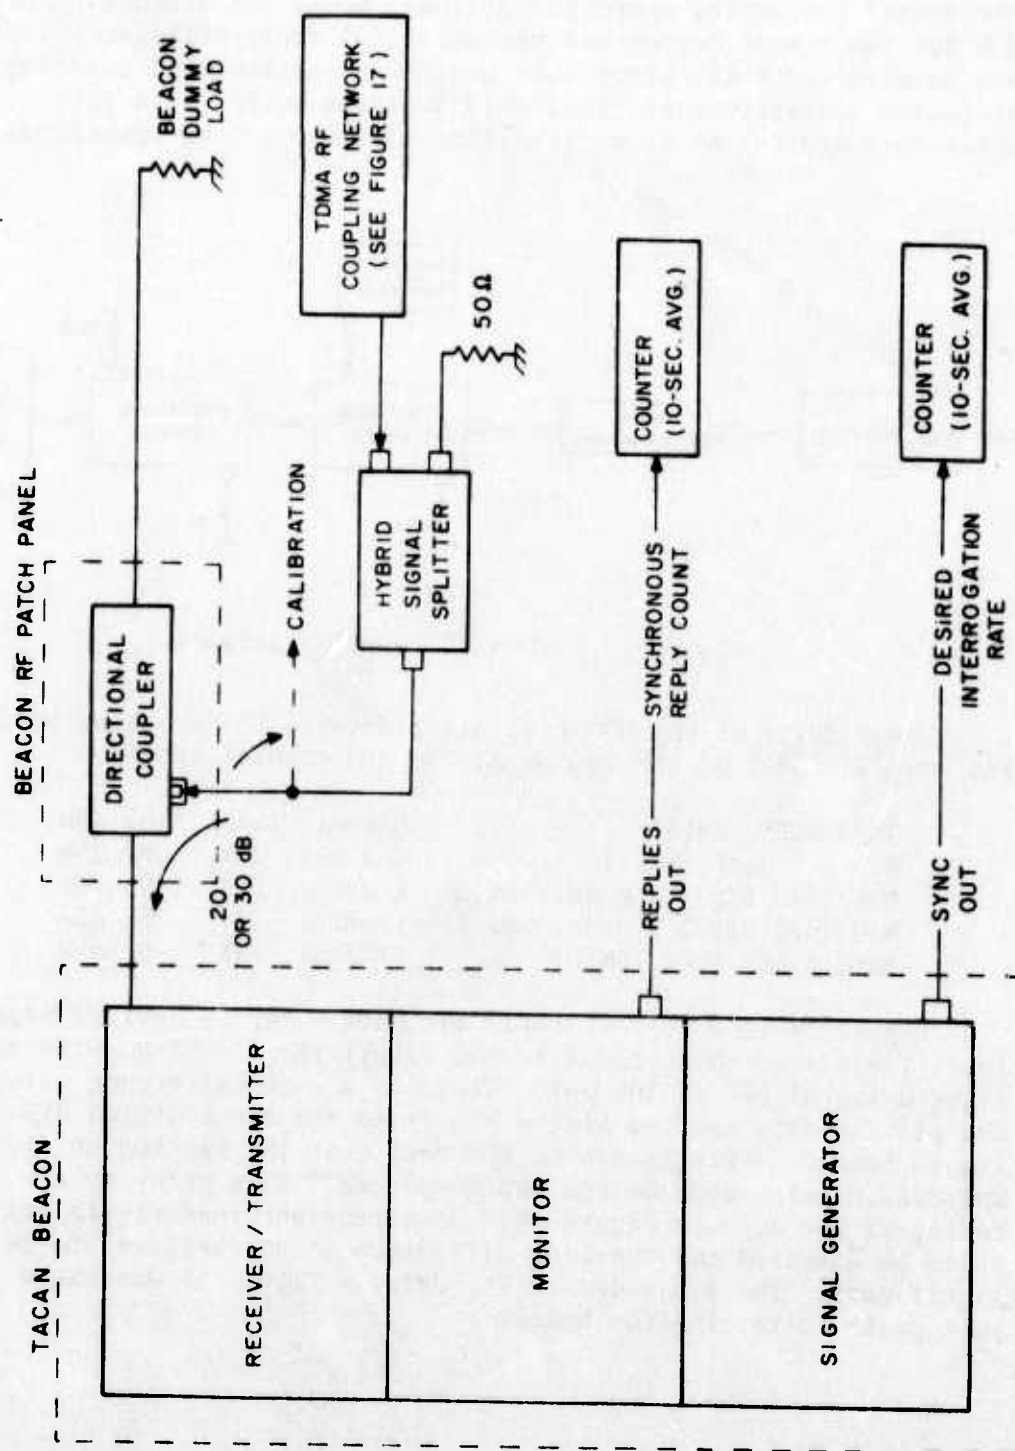 TACAN BEACON
RECEIVER/TRANSMITTER
MONITOR
SIGNAL GENERATOR
BEACON RF PATCH PANEL
DIRECTIONAL
COUPLER
20
OR 30 dB
CALIBRATION
BEACON
DUMMY
LOAD
HYBRID
SIGNAL
SPLITTER
TDMA RF
COUPLING NETWORK
(SEE FIGURE 17)
50Ω
REPLIES
OUT
SYNCHRONOUS
REPLY COUNT
COUNTER
(10-SEC. AVG.)
SYNC
OUT
DESIRED
INTERROGATION
RATE
COUNTER
(10-SEC. AVG.)